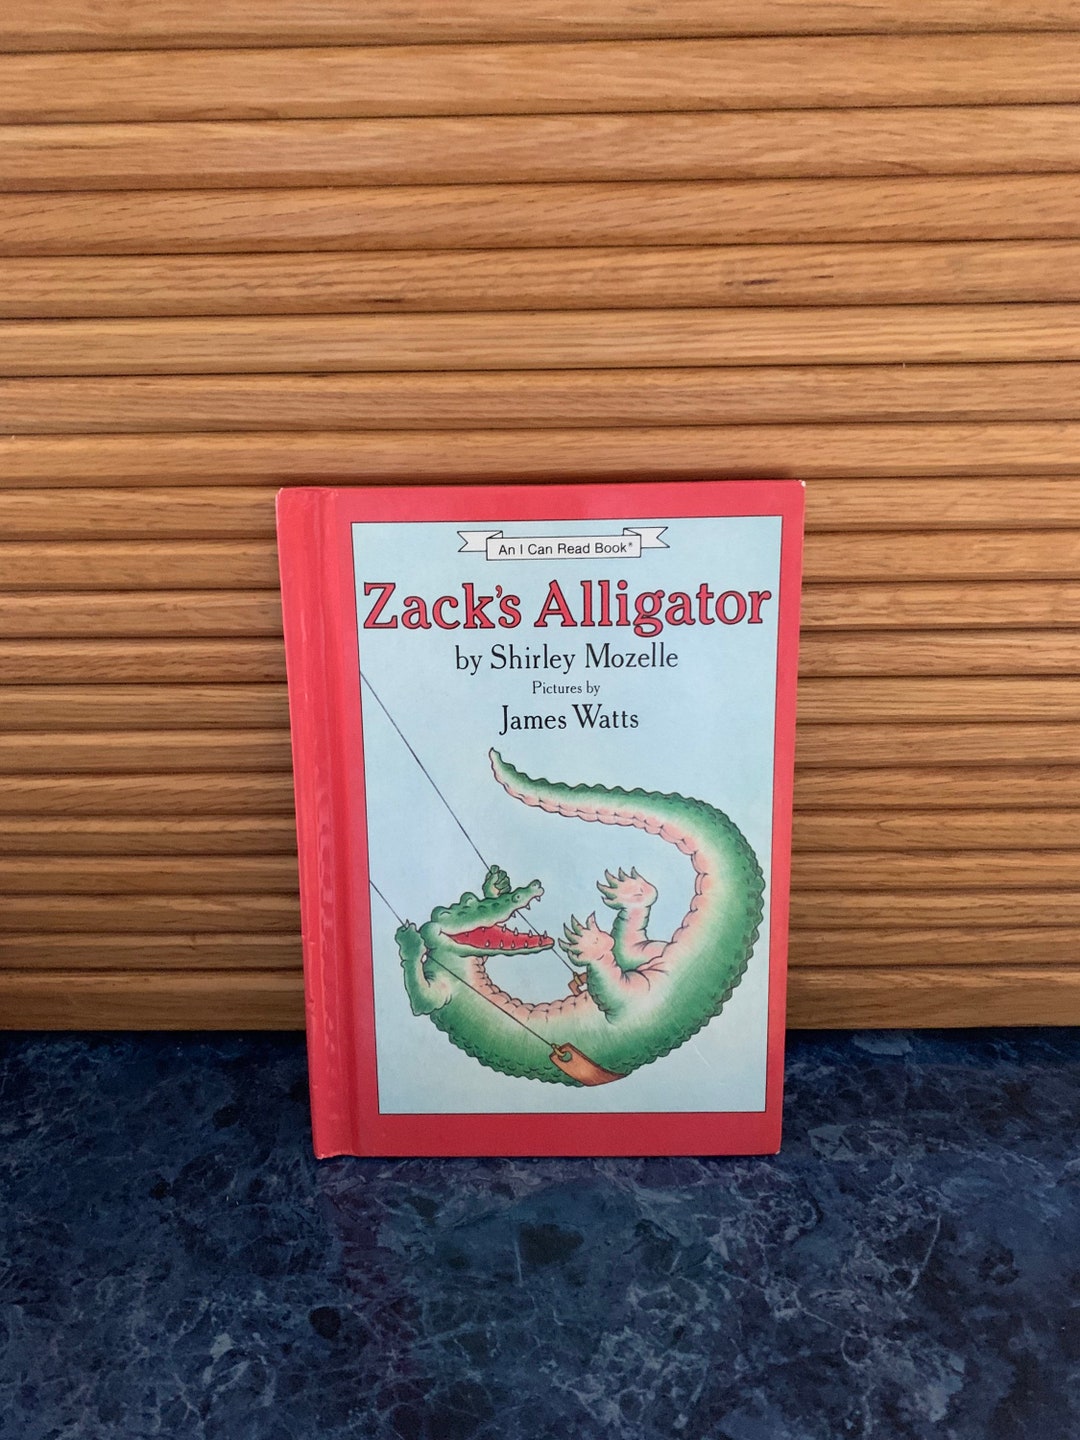 An I Can Read Book®
Zack's Alligator
by Shirley Mozelle
Pictures by
James Watts